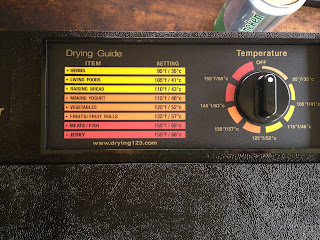 Drying Guide
ITEM SETTING
• HERBS 95°f / 35°c
• LIVING FOODS 105°f / 41°c
• RAISING BREAD 110°f / 43°c
• MAKING YOGURT 115°f / 46°c
• VEGETABLES 125°f / 52°c
• FRUITS/ FRUIT ROLLS 135°f / 57°c
• MEATS/ FISH 155°f / 68°c
• JERKY 155°f / 68°c
www.drying123.com
Temperature
OFF
155°f/68°c
95°f/35°c
145°f/63°c
105°f/41°c
135°f/57°c
115°f/46°c
125°f/52°c